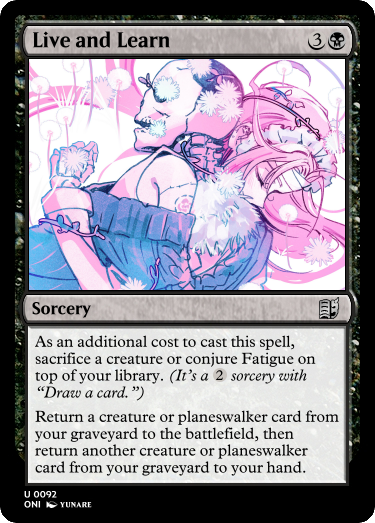 Live and Learn 3
Sorcery
As an additional cost to cast this spell,
sacrifice a creature or conjure Fatigue on
top of your library. (It's a 2 sorcery with
“Draw a card.”)
Return a creature or planeswalker card from
your graveyard to the battlefield, then
return another creature or planeswalker
card from your graveyard to your hand.
U 0092
ONI YUNARE